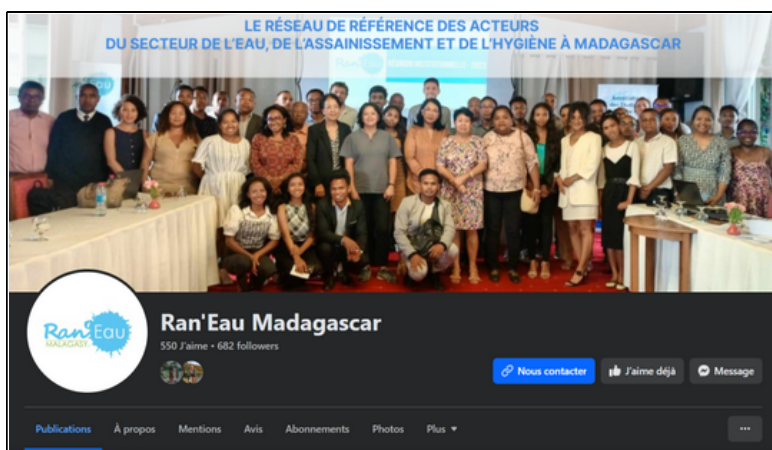 LE RÉSEAU DE RÉFÉRENCE DES ACTEURS
DU SECTEUR DE L'EAU, DE L'ASSAINISSEMENT ET DE L'HYGIÈNE À MADAGASCAR
Ran'Eau
MALAGASY
Ran'Eau Madagascar
550 J'aime • 682 followers
Nous contacter
J'aime déjà
Message
Publications
À propos
Mentions
Avis
Abonnements
Photos
Plus